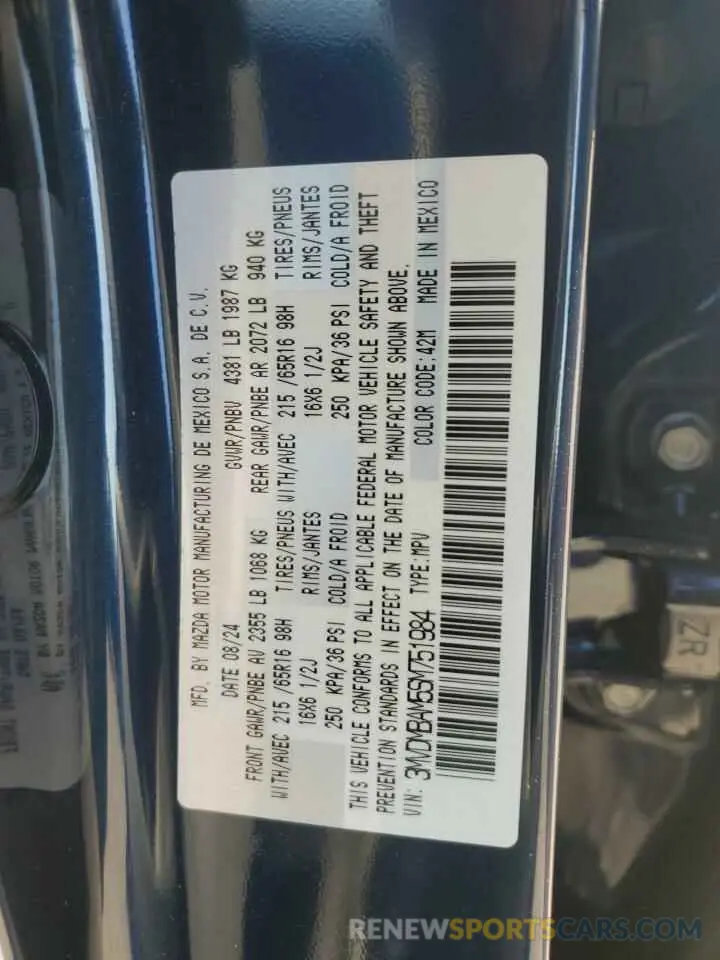 MFD. BY MAZDA MOTOR MANUFACTURING DE MEXICO S.A. DE C.V.
DATE 08/24 GVWR/PNBV 4381 LB 1987 KG
FRONT GAWR/PNBE AV 2355 LB 1068 KG REAR GAWR/PNBE AR 2072 LB 940 KG
WITH/AVEC 215 /65R16 98H TIRES/PNEUS WITH/AVEC 215 /65R16 98H TIRES/PNEUS
16X6 1/2J RIMS/JANTES 16X6 1/2J RIMS/JANTES
250 KPA/36 PSI COLD/A FROID 250 KPA/36 PSI COLD/A FROID
THIS VEHICLE CONFORMS TO ALL APPLICABLE FEDERAL MOTOR VEHICLE SAFETY AND THEFT
PREVENTION STANDARDS IN EFFECT ON THE DATE OF MANUFACTURE SHOWN ABOVE.
VIN: 3MVDMBAM5SM751984 TYPE:MPV COLOR CODE:42M MADE IN MEXICO
ZR
RENEWSPORTSCARS.COM